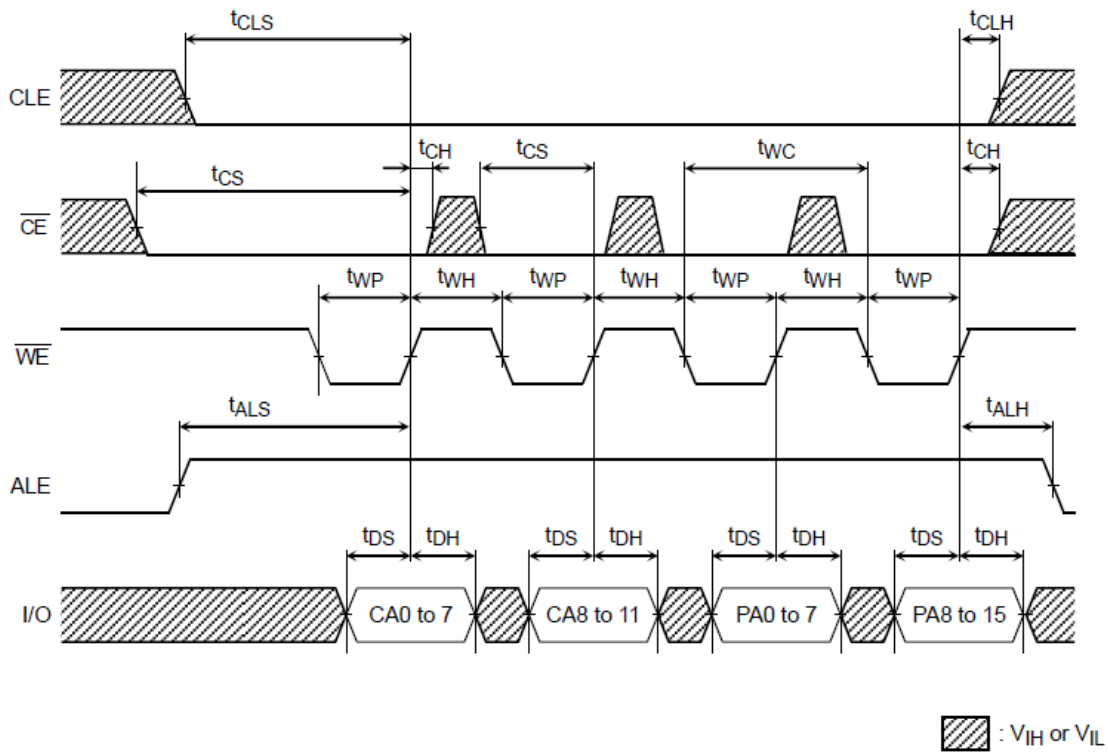 tCLS tCLH
CLE
tCH tCS tWC tCH
tCS
CE
tWP tWH tWP tWH tWP tWH tWP
WE
tALS tALH
ALE
tDS tDH tDS tDH tDS tDH tDS tDH
I/O CA0 to 7 CA8 to 11 PA0 to 7 PA8 to 15
: VIH or VIL